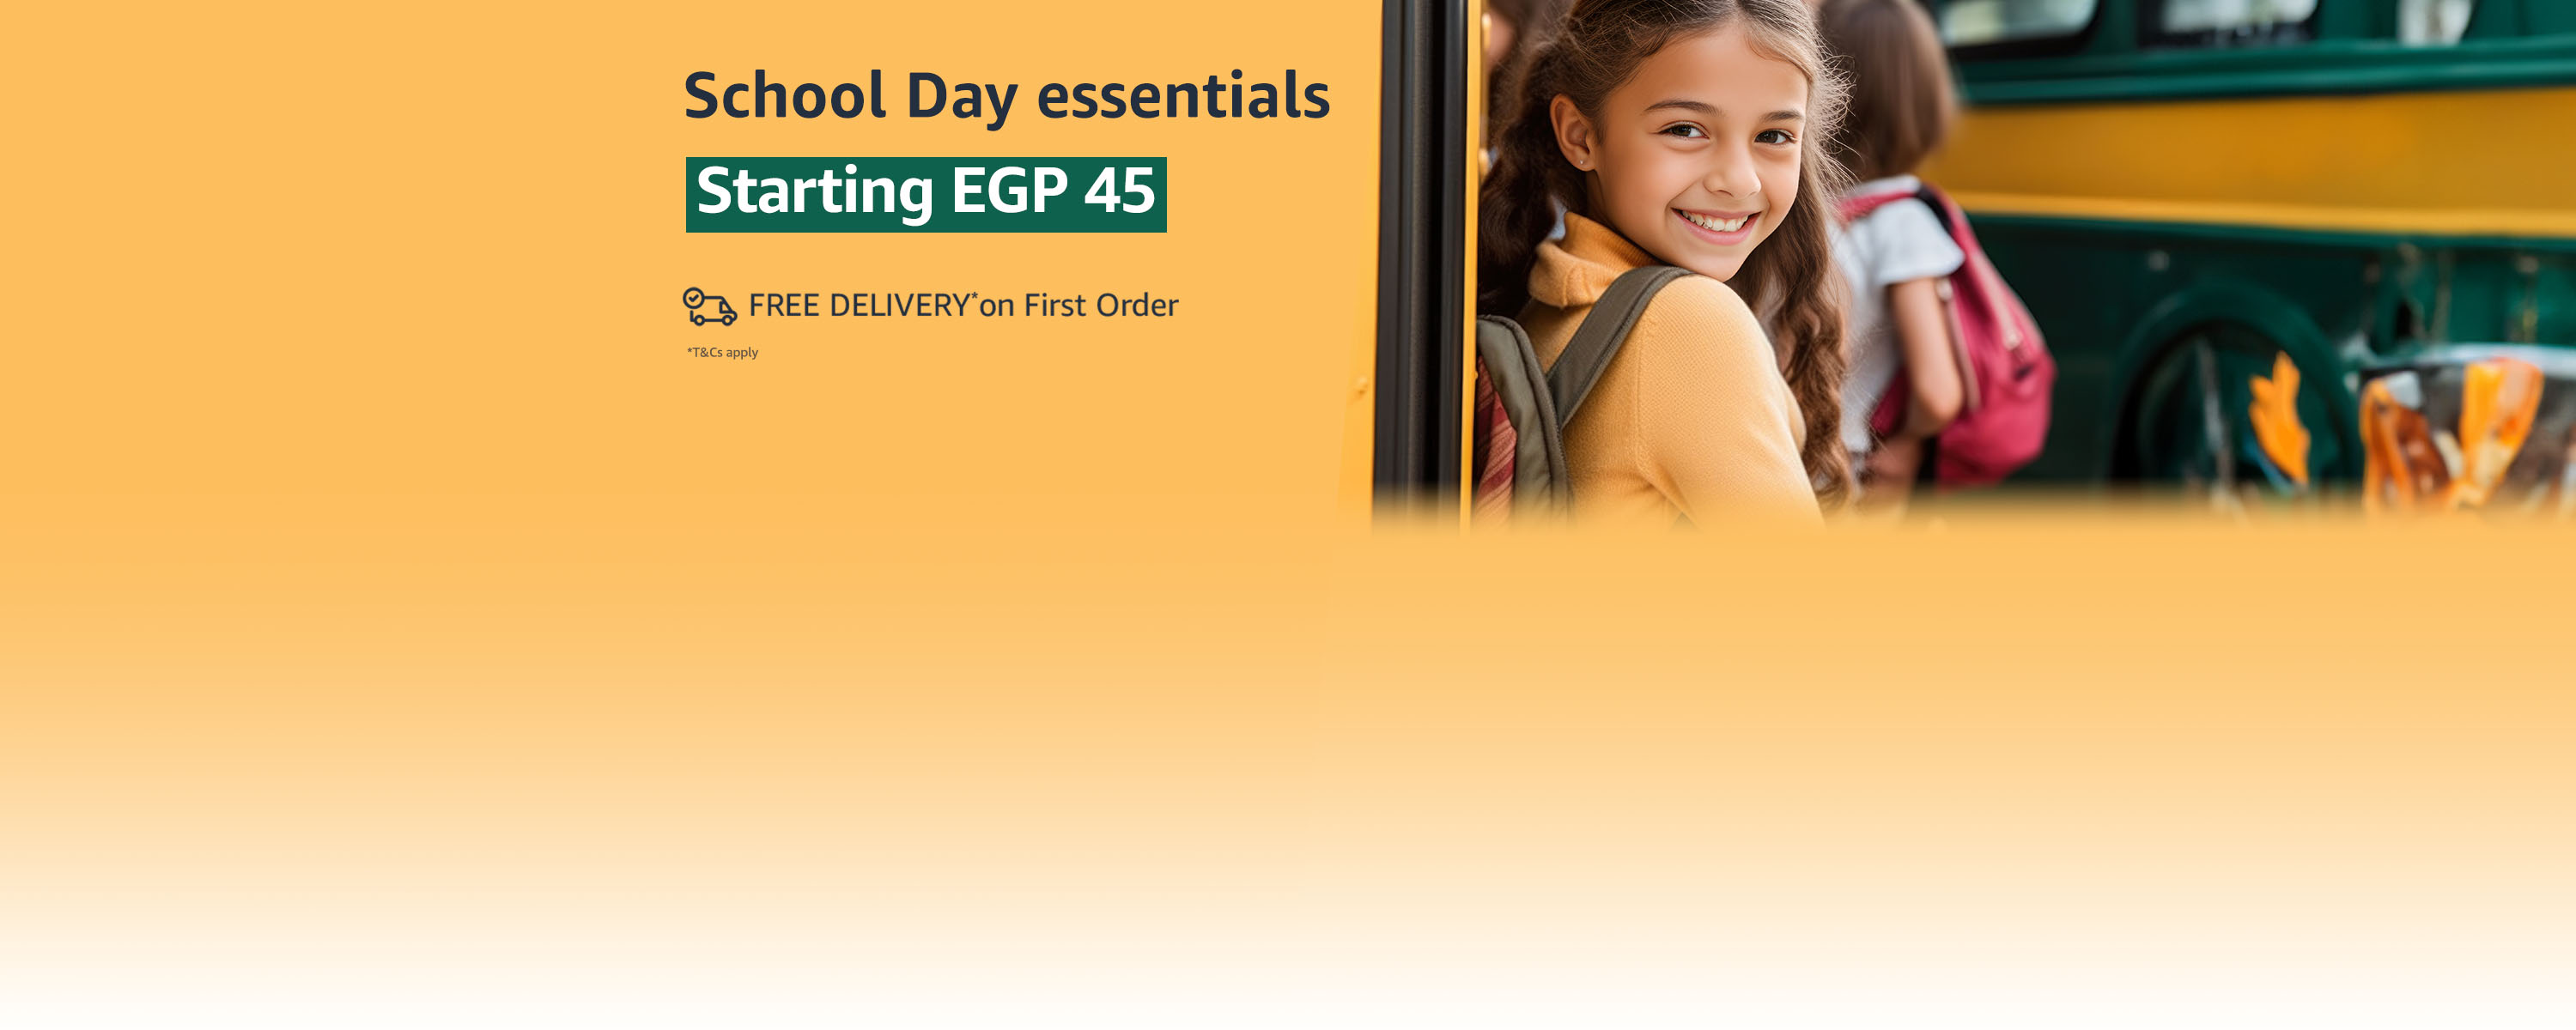 School Day essentials
Starting EGP 45
FREE DELIVERY*on First Order
*T&Cs apply